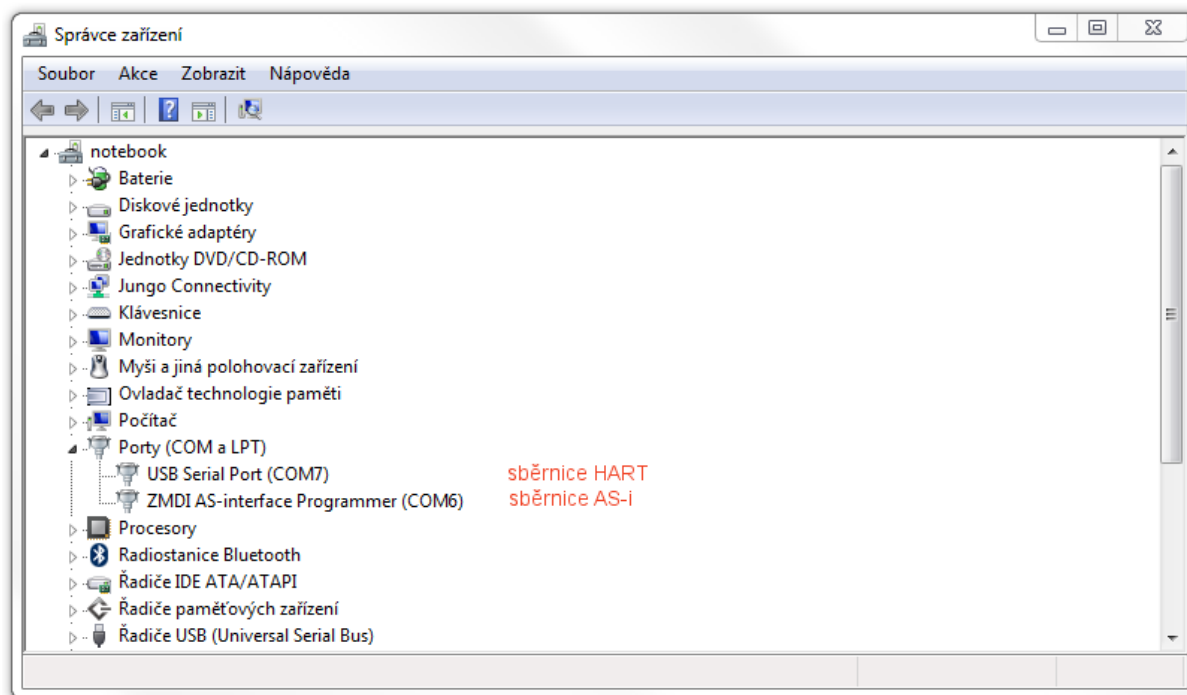 Správce zařízení
Soubor Akce Zobrazit Nápověda
notebook
Baterie
Diskové jednotky
Grafické adaptéry
Jednotky DVD/CD-ROM
Jungo Connectivity
Klávesnice
Monitory
Myši a jiná polohovací zařízení
Ovladač technologie paměti
Počítač
Porty (COM a LPT)
USB Serial Port (COM7) sběrnice HART
ZMDI AS-interface Programmer (COM6) sběrnice AS-i
Procesory
Radiostanice Bluetooth
Řadiče IDE ATA/ATAPI
Řadiče paměťových zařízení
Řadiče USB (Universal Serial Bus)